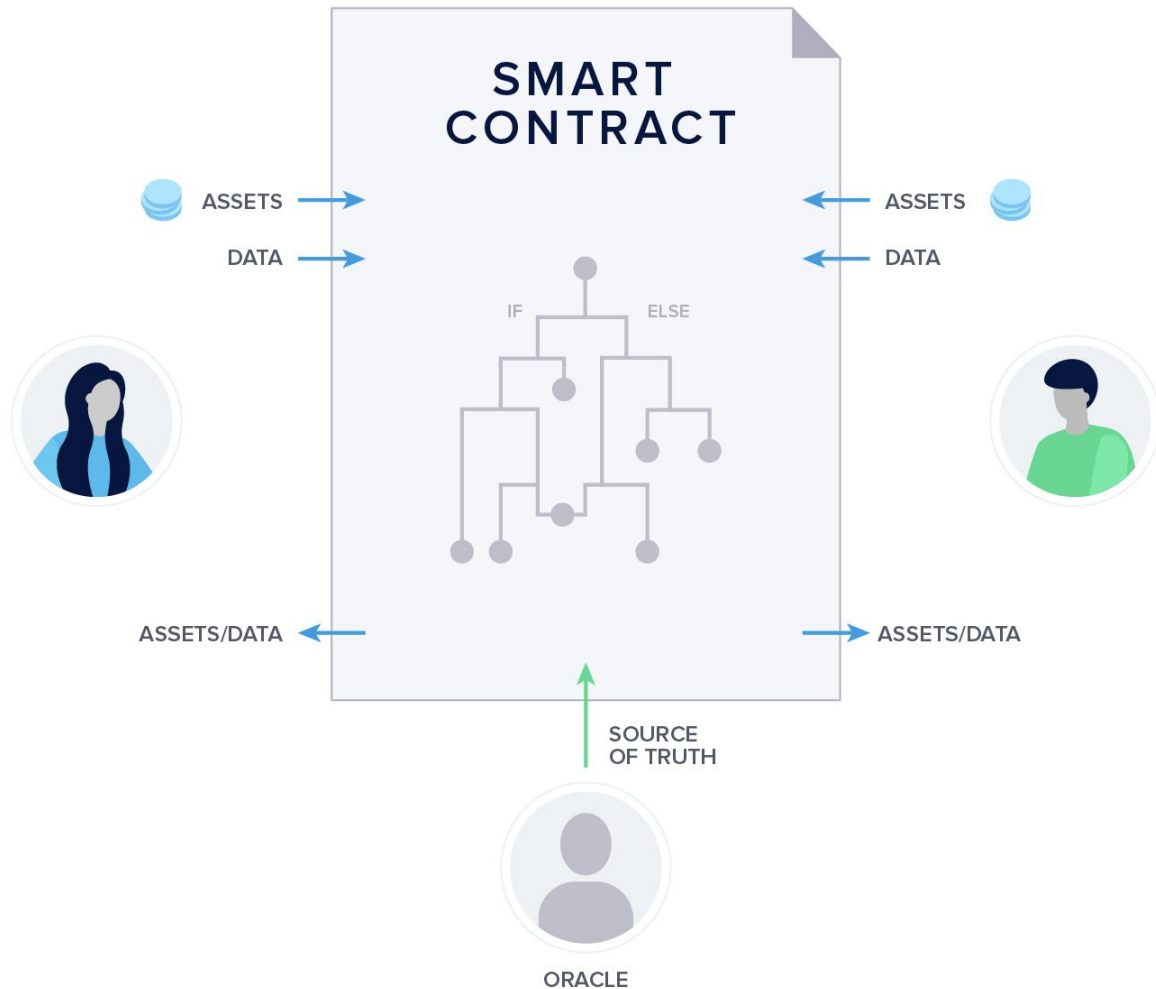 SMART
CONTRACT
ASSETS
ASSETS
DATA
DATA
IF
ELSE
ASSETS/DATA
ASSETS/DATA
SOURCE
OF TRUTH
ORACLE